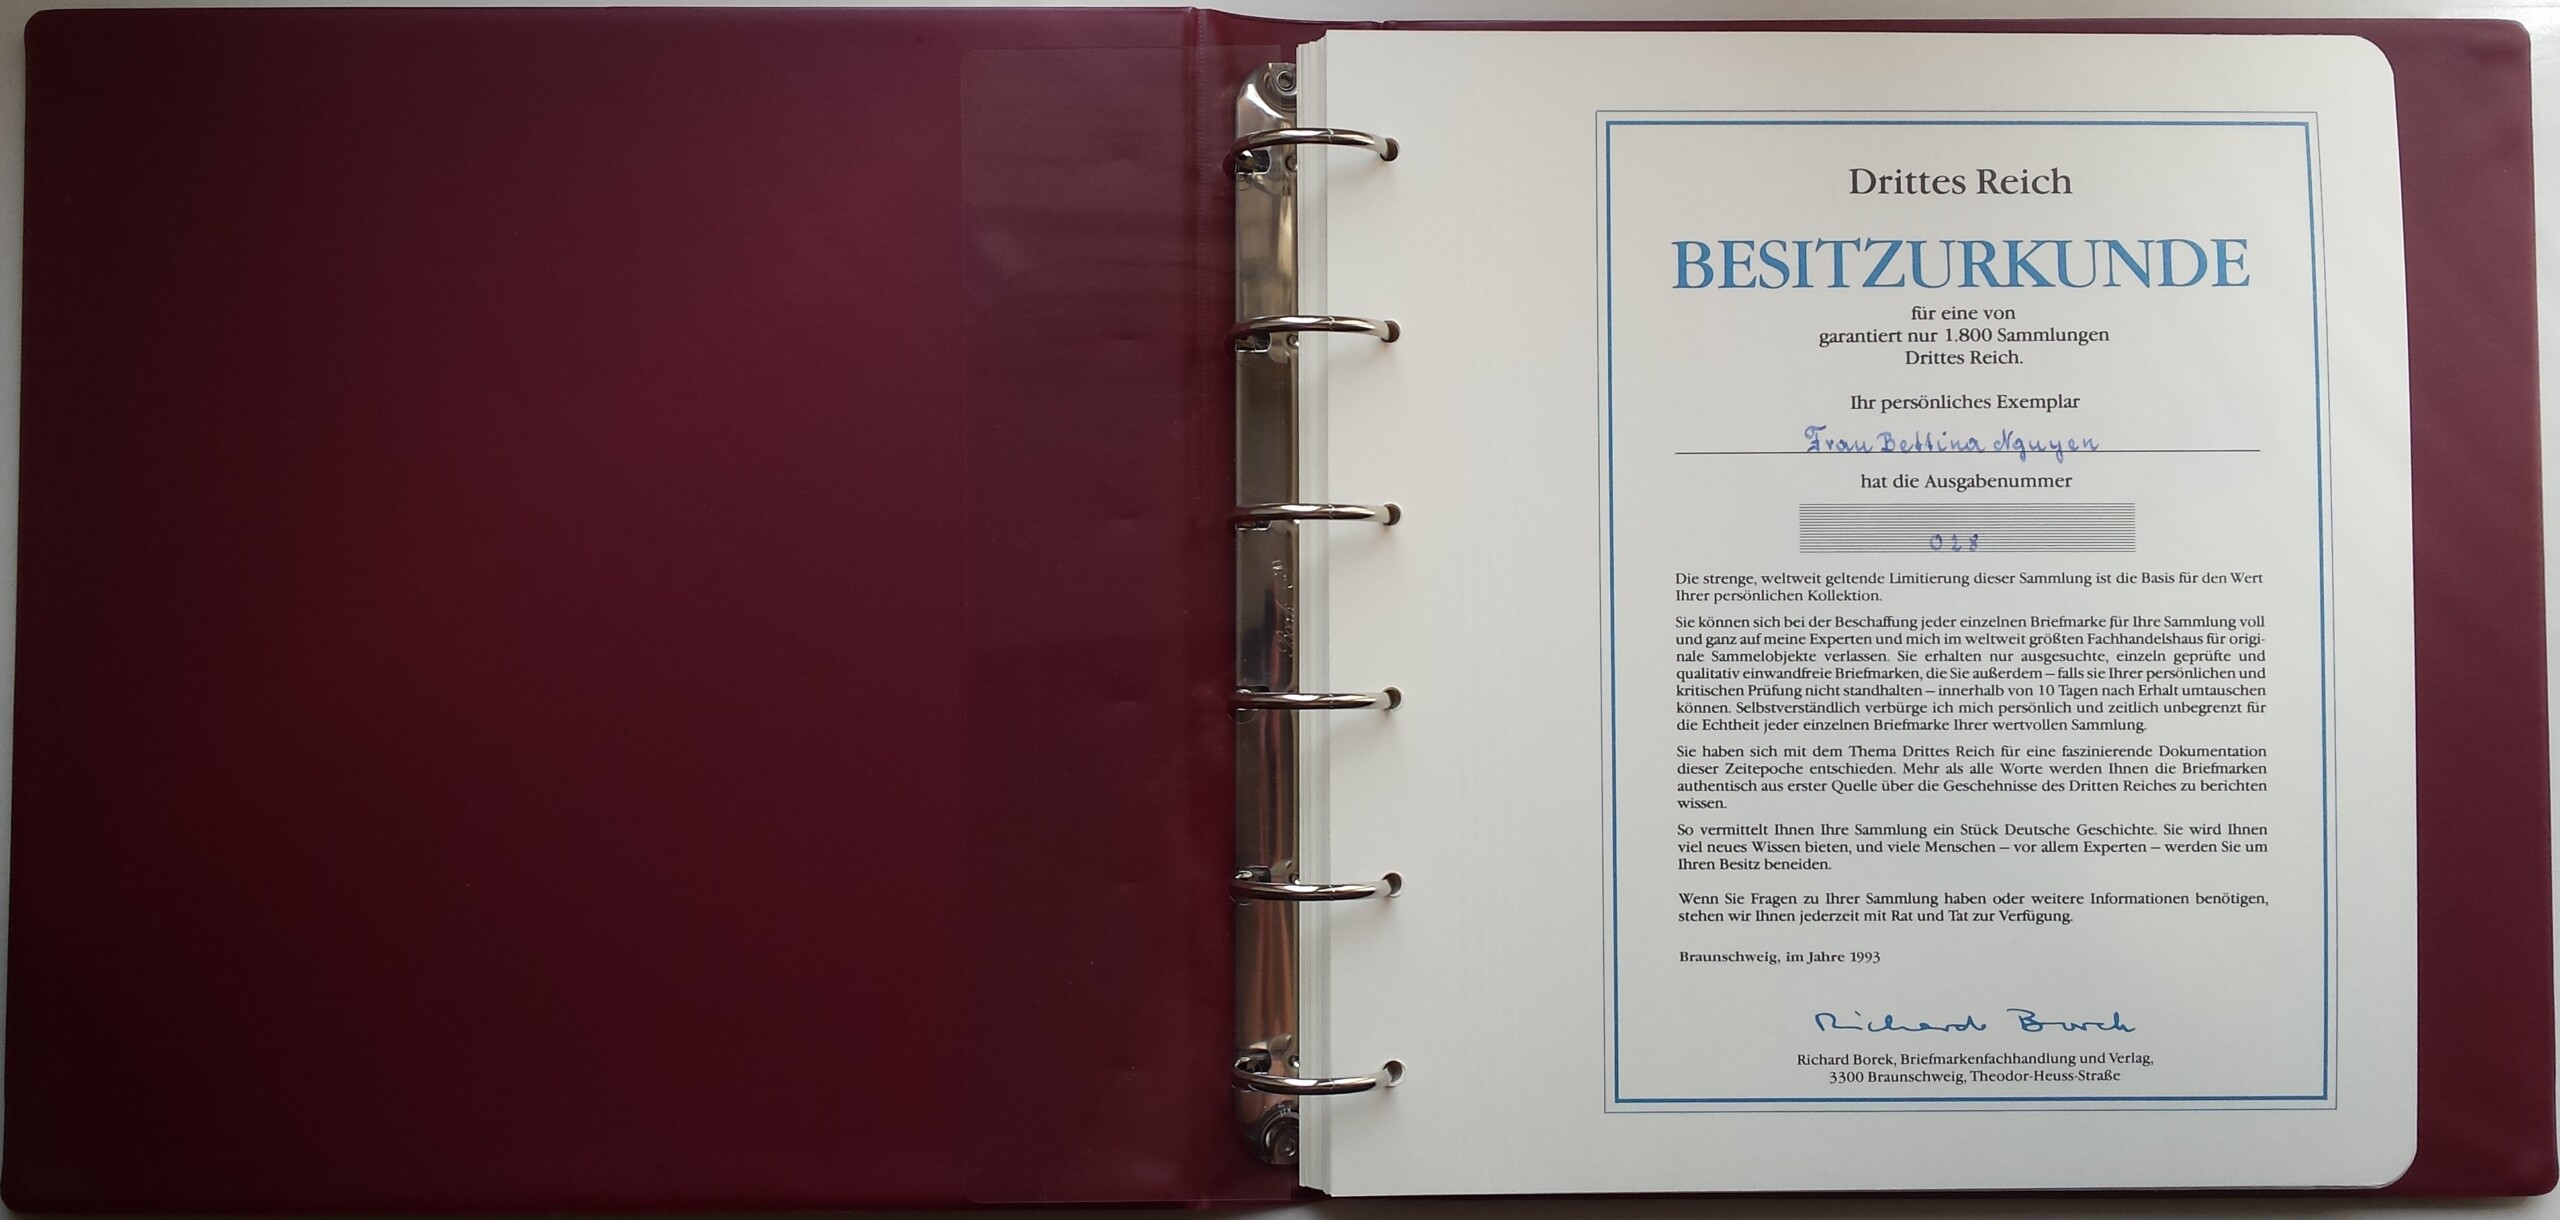 Drittes Reich
BESITZURKUNDE
für eine von
garantiert nur 1.800 Sammlungen
Drittes Reich.
Ihr persönliches Exemplar
Frau Bettina Nguyen
hat die Ausgabenummer
028
Die strenge, weltweit geltende Limitierung dieser Sammlung ist die Basis für den Wert
Ihrer persönlichen Kollektion.
Sie können sich bei der Beschaffung jeder einzelnen Briefmarke für Ihre Sammlung voll
und ganz auf meine Experten und mich im weltweit größten Fachhandelshaus für origi-
nale Sammelobjekte verlassen. Sie erhalten nur ausgesuchte, einzeln geprüfte und
qualitativ einwandfreie Briefmarken, die Sie außerdem – falls sie Ihrer persönlichen und
kritischen Prüfung nicht standhalten – innerhalb von 10 Tagen nach Erhalt umtauschen
können. Selbstverständlich verbürge ich mich persönlich und zeitlich unbegrenzt für
die Echtheit jeder einzelnen Briefmarke Ihrer wertvollen Sammlung.
Sie haben sich mit dem Thema Drittes Reich für eine faszinierende Dokumentation
dieser Zeitepoche entschieden. Mehr als alle Worte werden Ihnen die Briefmarken
authentisch aus erster Quelle über die Geschehnisse des Dritten Reiches zu berichten
wissen.
So vermittelt Ihnen Ihre Sammlung ein Stück Deutsche Geschichte. Sie wird Ihnen
viel neues Wissen bieten, und viele Menschen – vor allem Experten – werden Sie um
Ihren Besitz beneiden.
Wenn Sie Fragen zu Ihrer Sammlung haben oder weitere Informationen benötigen,
stehen wir Ihnen jederzeit mit Rat und Tat zur Verfügung.
Braunschweig, im Jahre 1993
Richard Borek
Richard Borek, Briefmarkenfachhandlung und Verlag,
3300 Braunschweig, Theodor-Heuss-Straße